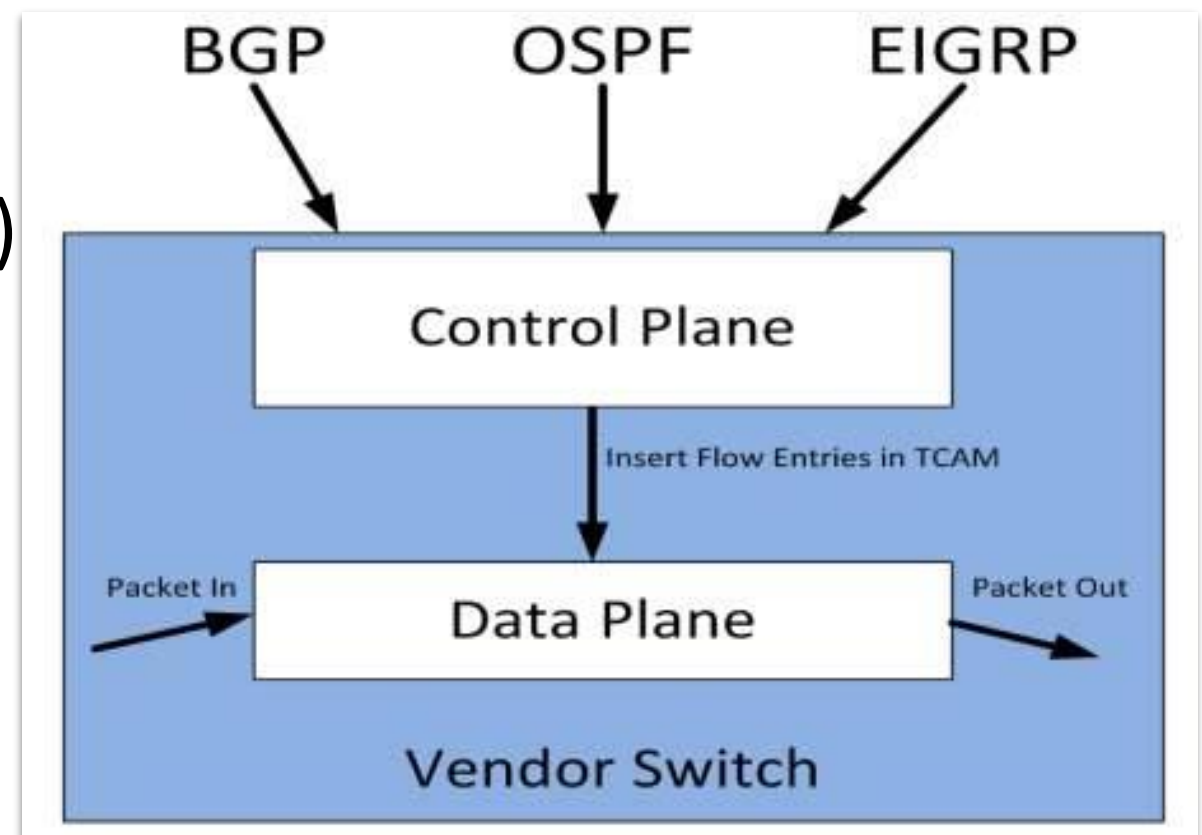 BGP OSPF EIGRP
)
Control Plane
Insert Flow Entries in TCAM
Packet In
Packet Out
Data Plane
Vendor Switch